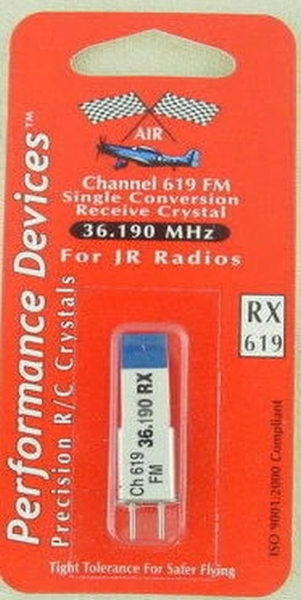 AIR
Channel 619 FM
Single Conversion
Receive Crystal
36.190 MHz
For JR Radios
Performance Devices™
Precision R/C Crystals
RX
619
Ch 619 36.190 RX
FM
ISO 9001:2000 Compliant
Tight Tolerance For Safer Flying